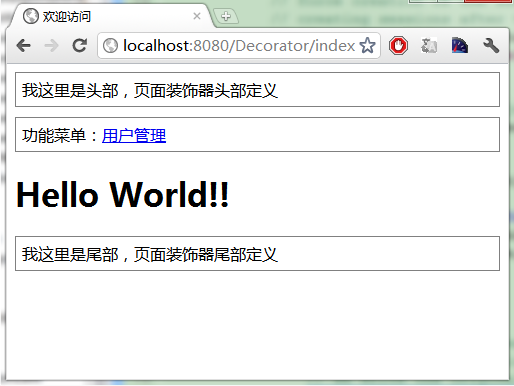 欢迎访问
localhost:8080/Decorator/index
我这里是头部，页面装饰器头部定义
功能菜单：用户管理
Hello World!!
我这里是尾部，页面装饰器尾部定义